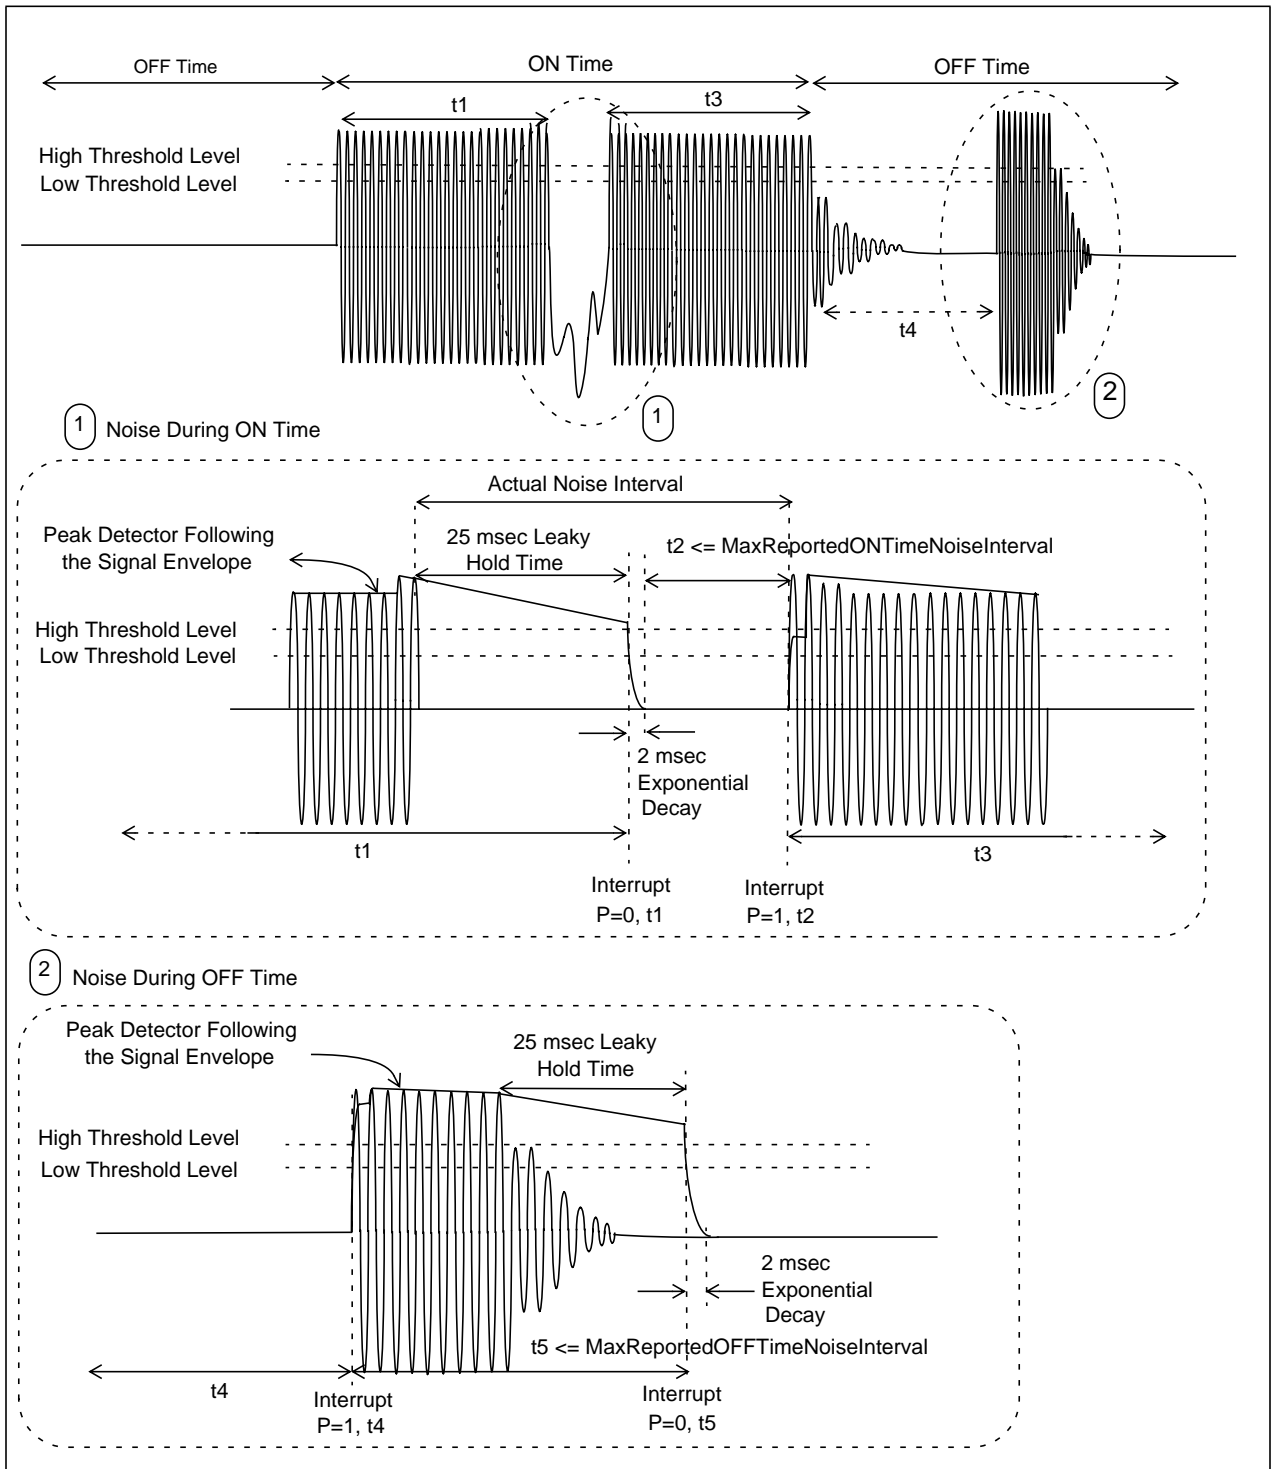 OFF Time
ON Time
OFF Time
t1
t3
High Threshold Level
Low Threshold Level
t4
1
2
1
Noise During ON Time
Actual Noise Interval
Peak Detector Following
the Signal Envelope
25 msec Leaky
Hold Time
t2 <= MaxReportedONTimeNoiseInterval
High Threshold Level
Low Threshold Level
2 msec
Exponential
Decay
t1
t3
Interrupt
P=0, t1
Interrupt
P=1, t2
2
Noise During OFF Time
Peak Detector Following
the Signal Envelope
25 msec Leaky
Hold Time
High Threshold Level
Low Threshold Level
2 msec
Exponential
Decay
t5 <= MaxReportedOFFTimeNoiseInterval
t4
Interrupt
P=1, t4
Interrupt
P=0, t5